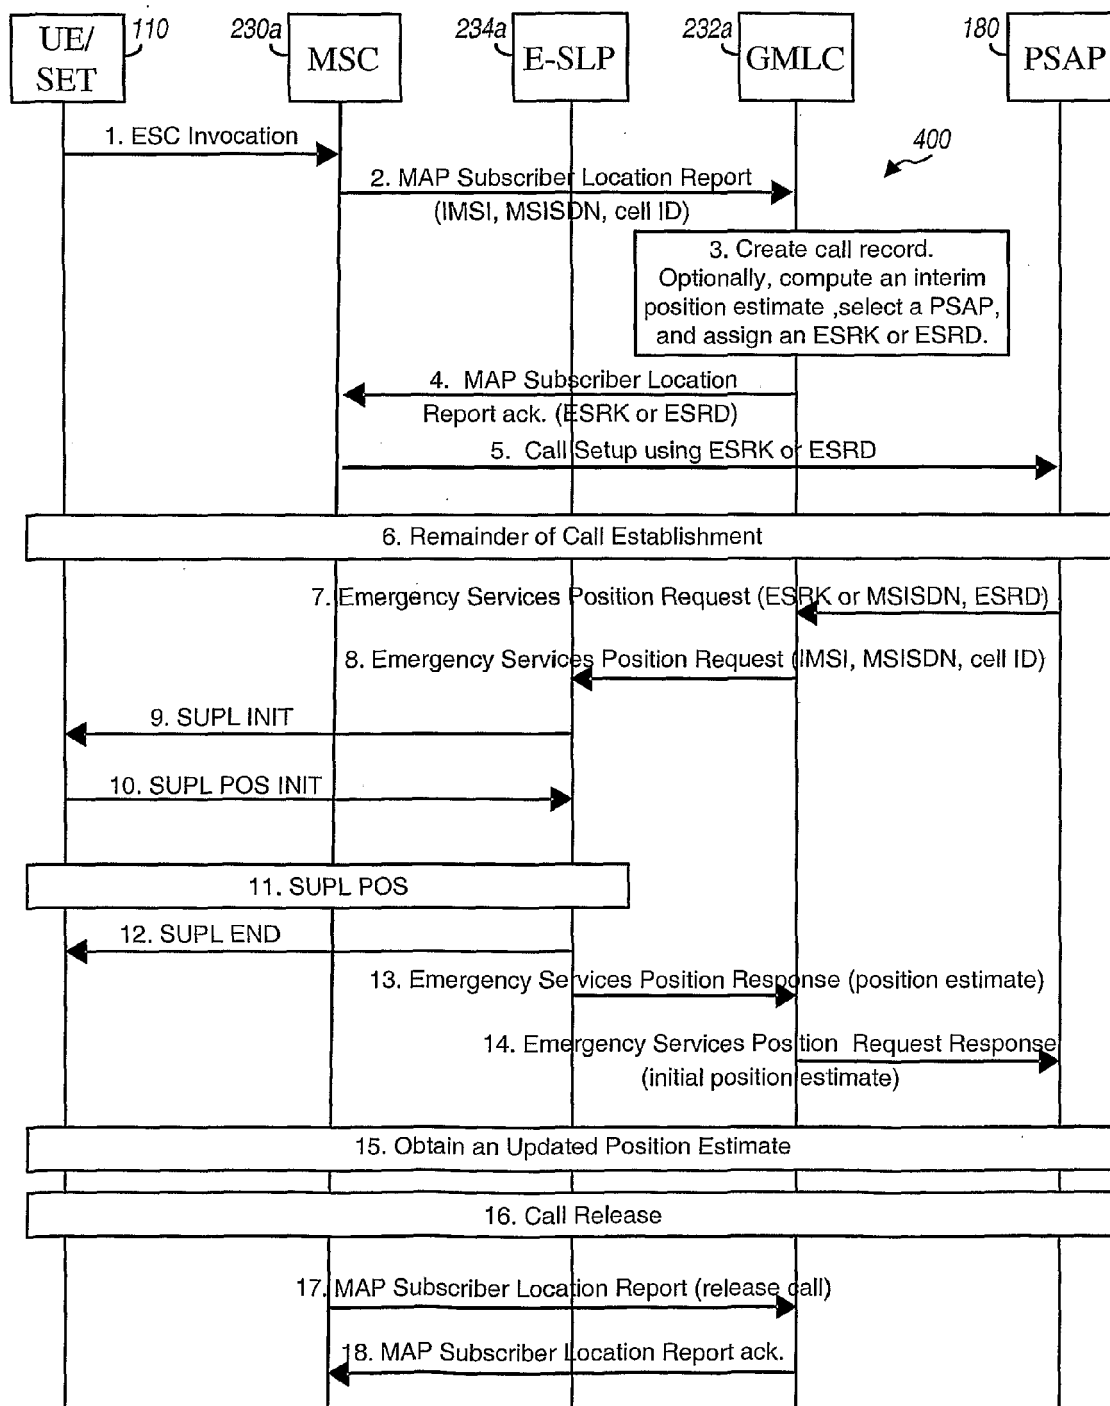 110
230a
234a
232a
180
UE/
SET
MSC
E-SLP
GMLC
PSAP
1. ESC Invocation
400
2. MAP Subscriber Location Report
(IMSI, MSISDN, cell ID)
3. Create call record.
Optionally, compute an interim
position estimate ,select a PSAP,
and assign an ESRK or ESRD.
4. MAP Subscriber Location
Report ack. (ESRK or ESRD)
5. Call Setup using ESRK or ESRD
6. Remainder of Call Establishment
7. Emergency Services Position Request (ESRK or MSISDN, ESRD)
8. Emergency Services Position Request (IMSI, MSISDN, cell ID)
9. SUPL INIT
10. SUPL POS INIT
11. SUPL POS
12. SUPL END
13. Emergency Services Position Response (position estimate)
14. Emergency Services Position Request Response
(initial position estimate)
15. Obtain an Updated Position Estimate
16. Call Release
17. MAP Subscriber Location Report (release call)
18. MAP Subscriber Location Report ack.